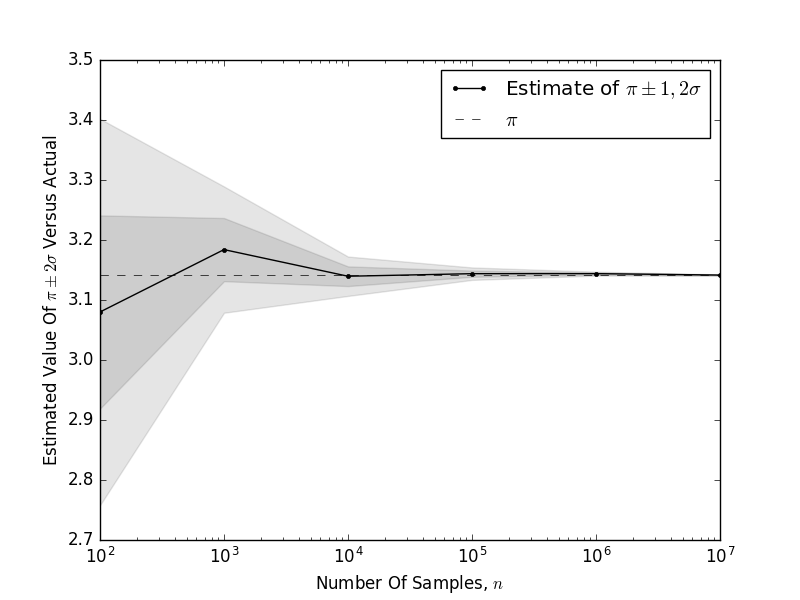 3.5
3.4
3.3
3.2
3.1
3.0
2.9
2.8
2.7
Estimated Value Of π ± 2σ Versus Actual
Estimate of π ± 1, 2σ
π
10² 10³ 10⁴ 10⁵ 10⁶ 10⁷
Number Of Samples, n